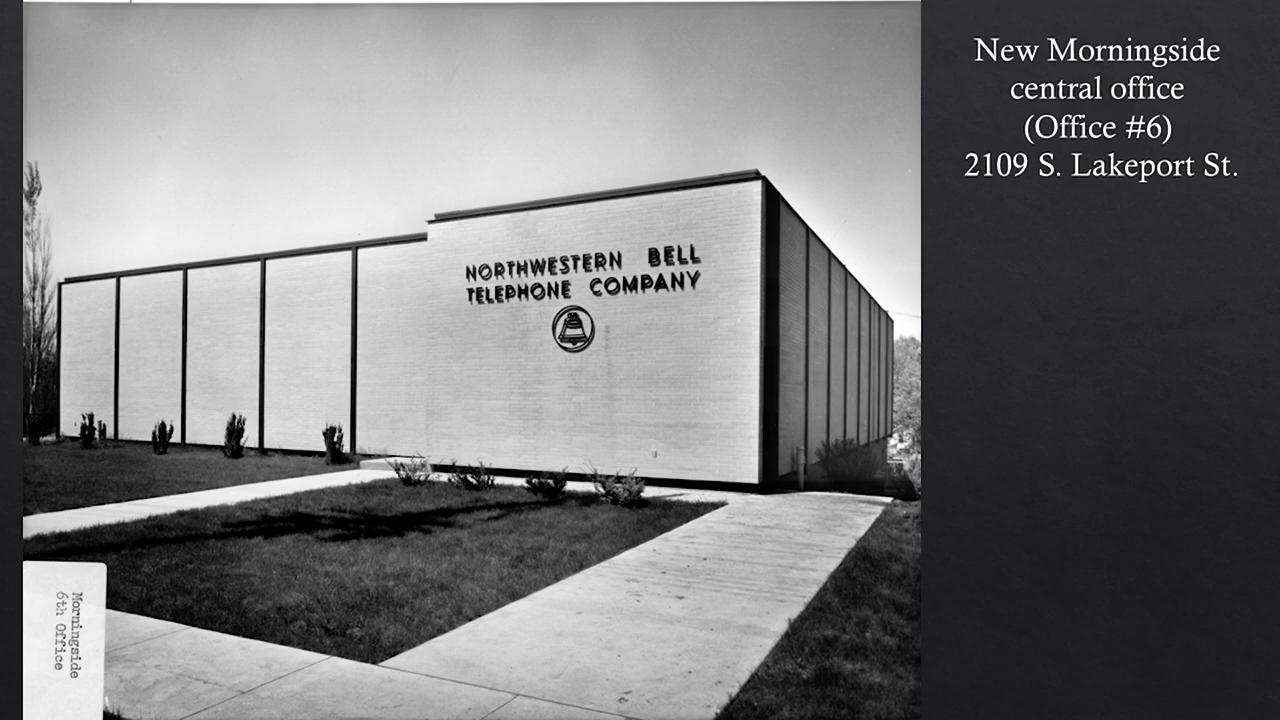 NORTHWESTERN BELL
TELEPHONE COMPANY
Morningside
6th Office
New Morningside
central office
(Office #6)
2109 S. Lakeport St.